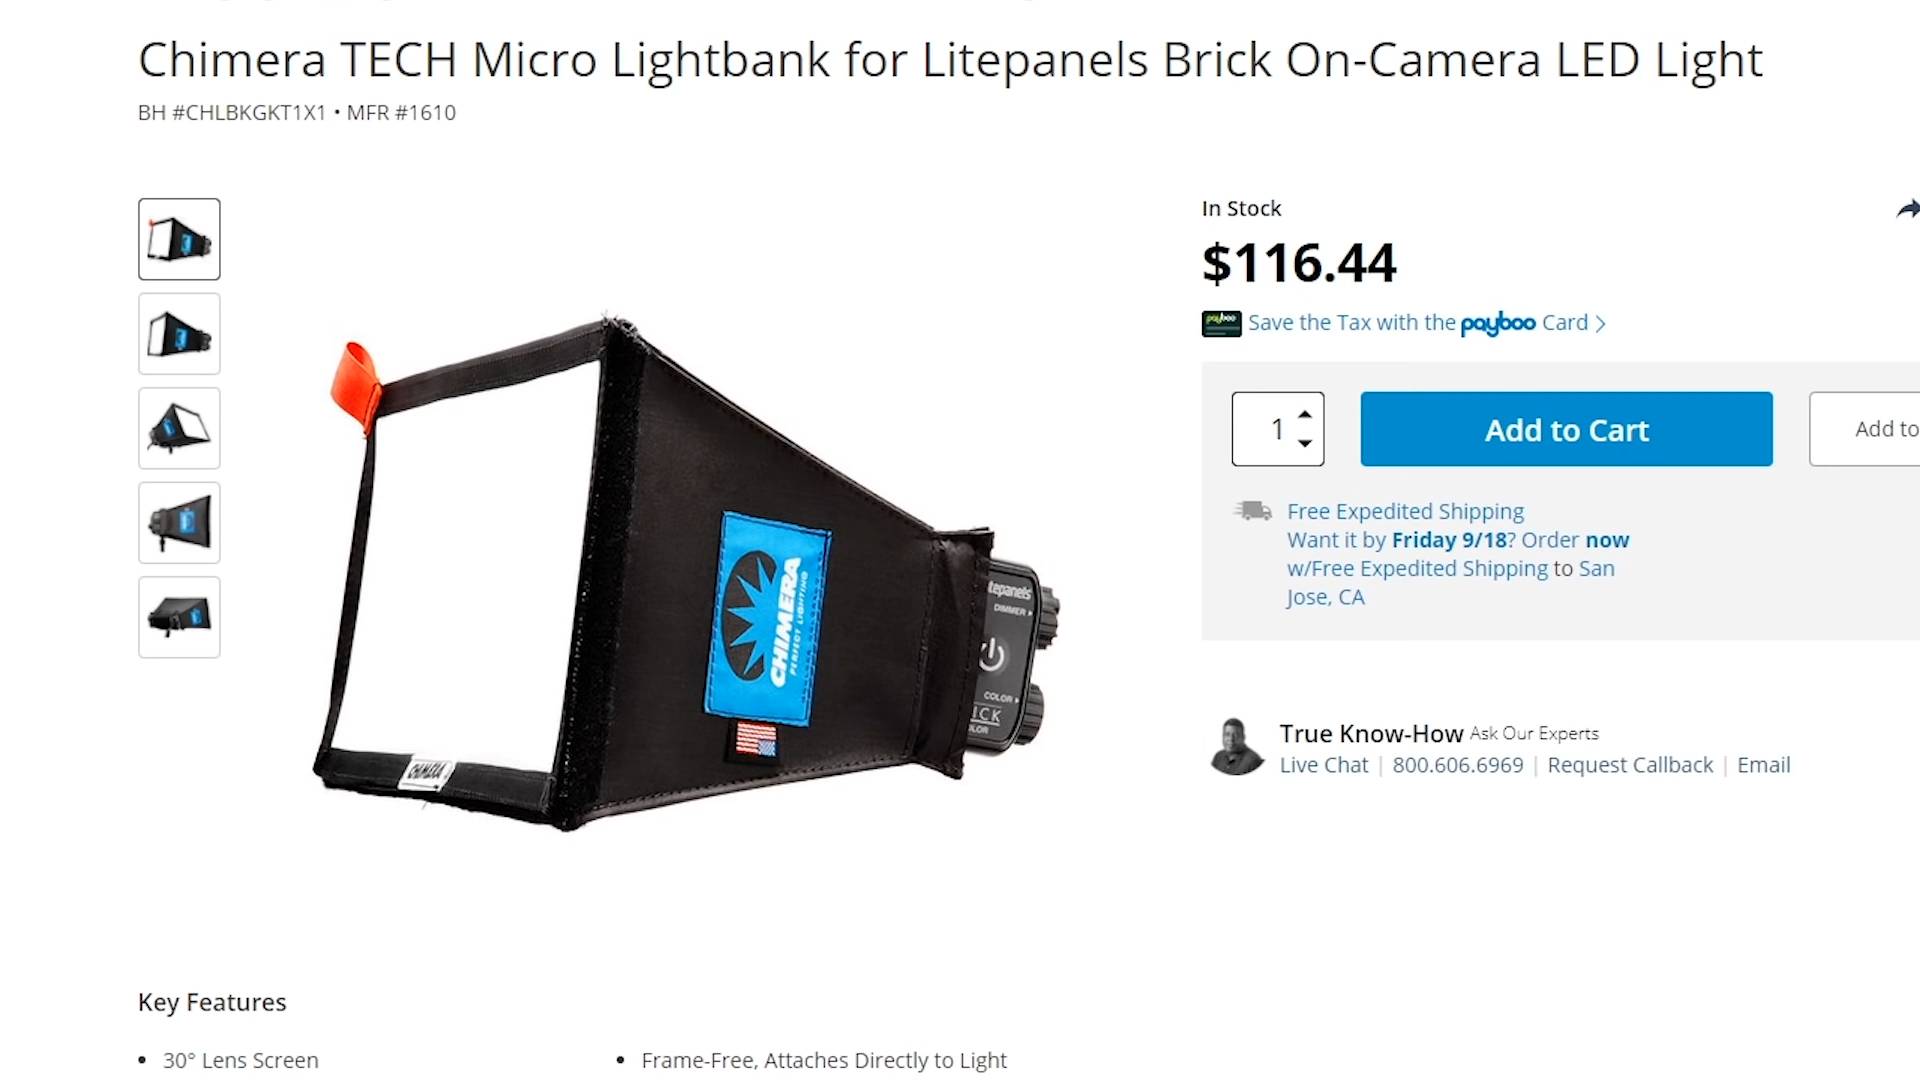 Chimera TECH Micro Lightbank for Litepanels Brick On-Camera LED Light
BH #CHLBKGKT1X1 • MFR #1610
In Stock
$116.44
payboo
Save the Tax with the payboo Card >
1
Add to Cart
Add to
Free Expedited Shipping
Want it by Friday 9/18? Order now
w/Free Expedited Shipping to San
Jose, CA
CHIMERA
PERFECT LIGHTING
CHIMERA
tepanels
DIMMER
COLOR
ICK
LOR
True Know-How Ask Our Experts
Live Chat | 800.606.6969 | Request Callback | Email
Key Features
• 30° Lens Screen
• Frame-Free, Attaches Directly to Light